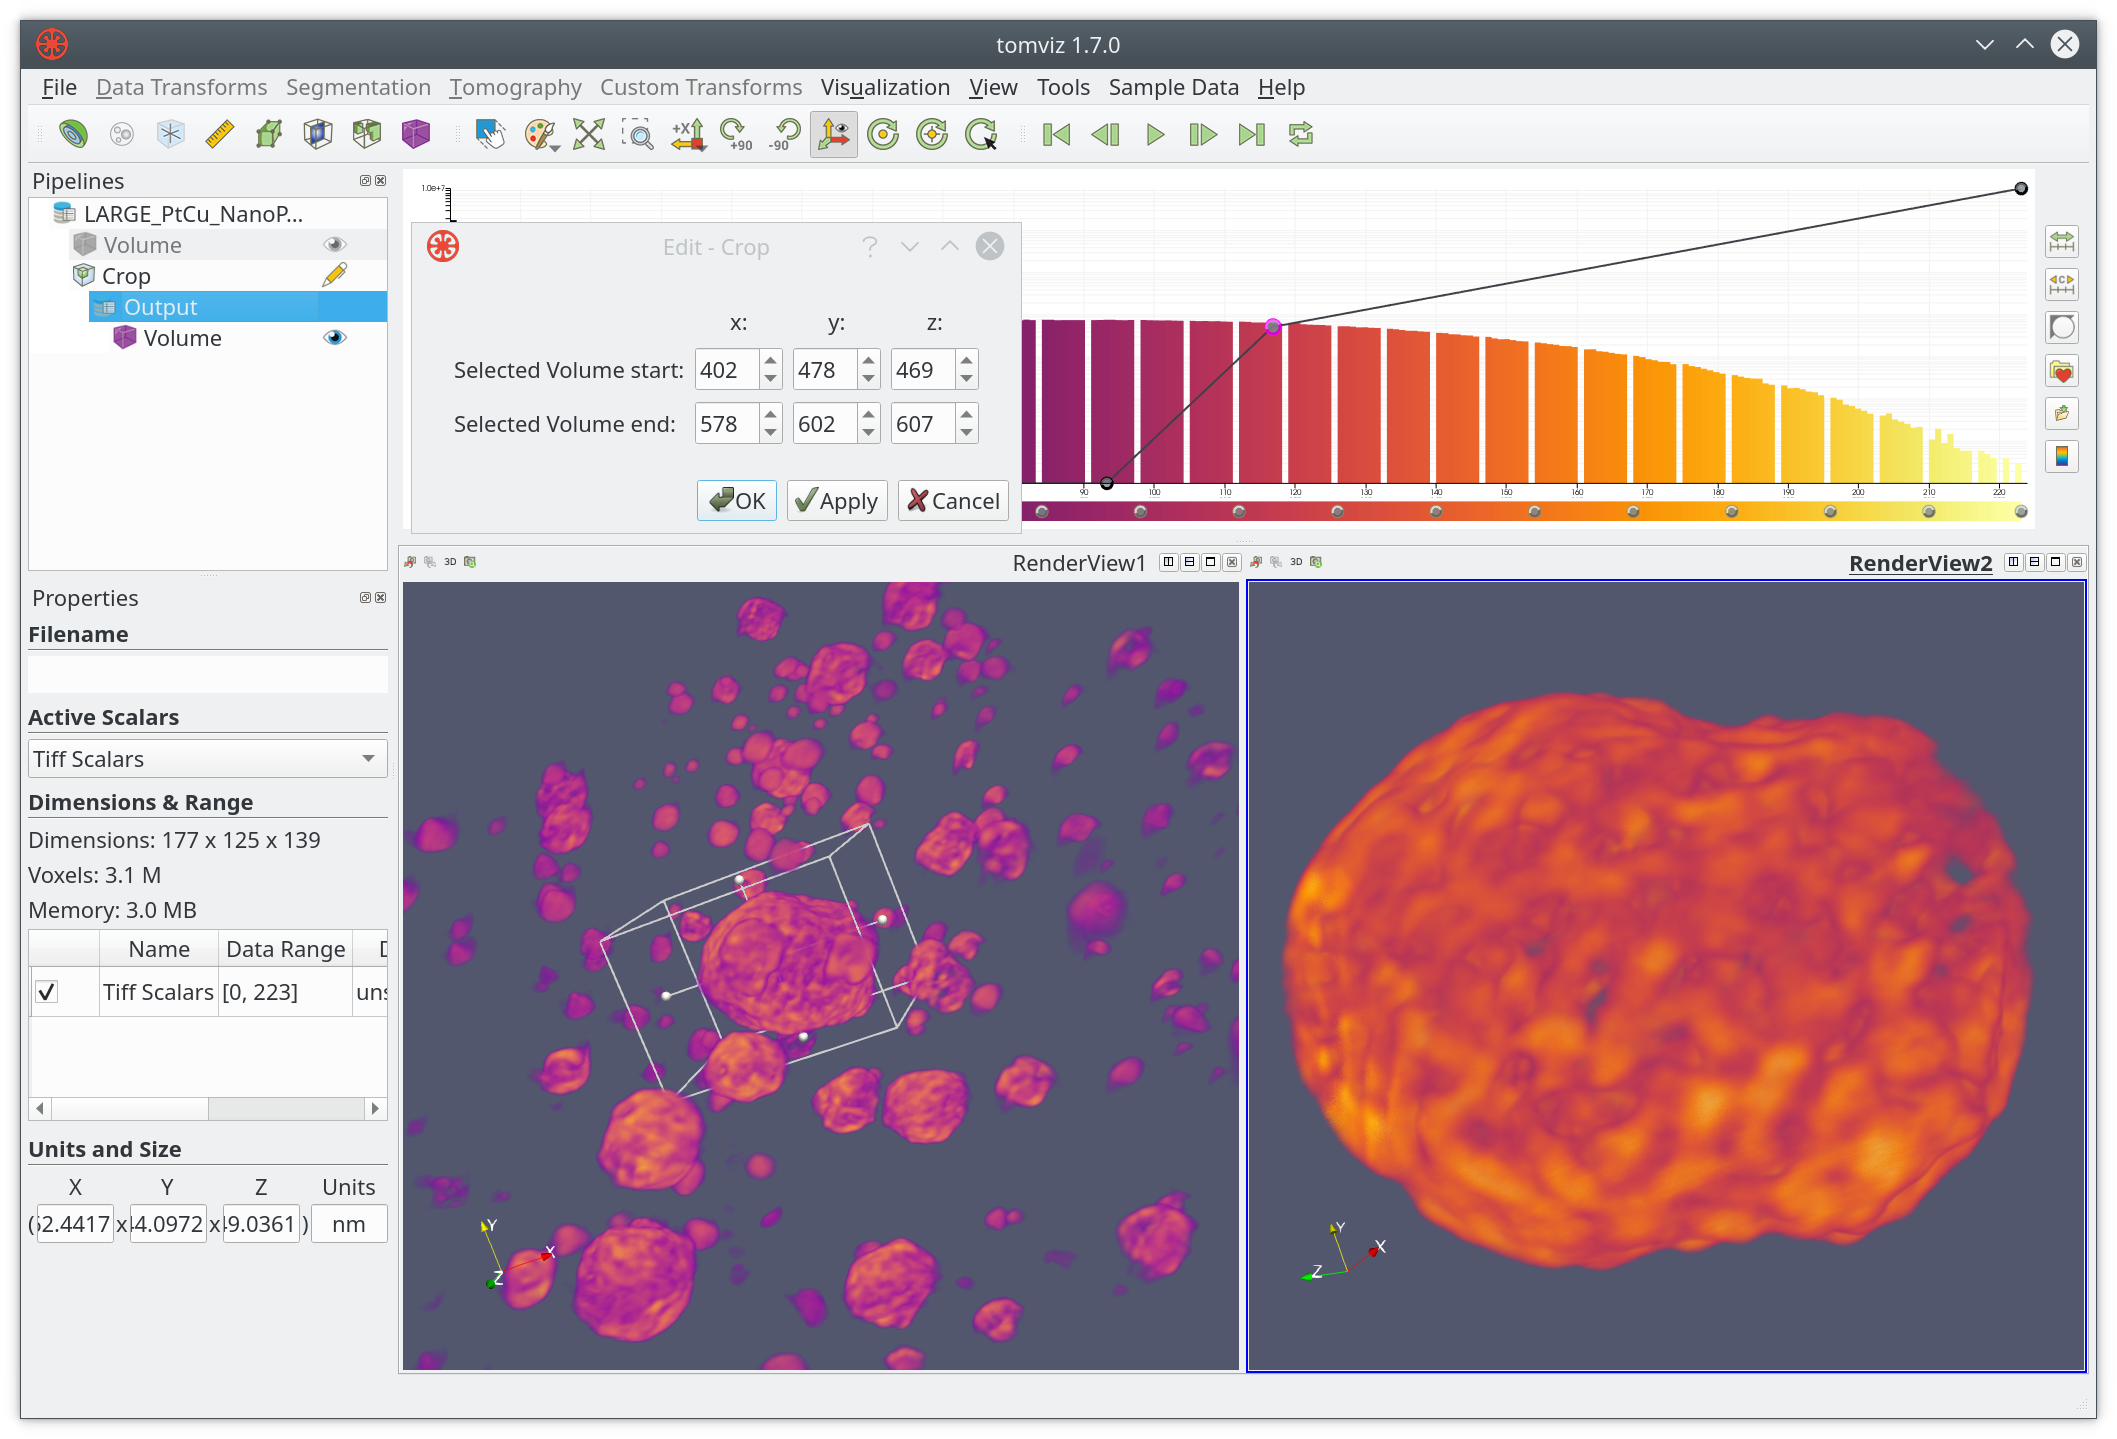 tomviz 1.7.0
File Data Transforms Segmentation Tomography Custom Transforms Visualization View Tools Sample Data Help
+X +90 -90
Pipelines
LARGE_PtCu_NanoP...
Volume
Crop
Output
Volume
1.0e+7
Edit - Crop
x: y: z:
Selected Volume start: 402 478 469
Selected Volume end: 578 602 607
OK Apply Cancel
90 100 110 120 130 140 150 160 170 180 190 200 210 220
C
Properties
Filename
Active Scalars
Tiff Scalars
Dimensions & Range
Dimensions: 177 x 125 x 139
Voxels: 3.1 M
Memory: 3.0 MB
Name Data Range
Tiff Scalars [0, 223] uns
Units and Size
X Y Z Units
2.4417 x 4.0972 x 9.0361 ) nm
3D RenderView1
3D RenderView2
Y X Z
Y X Z